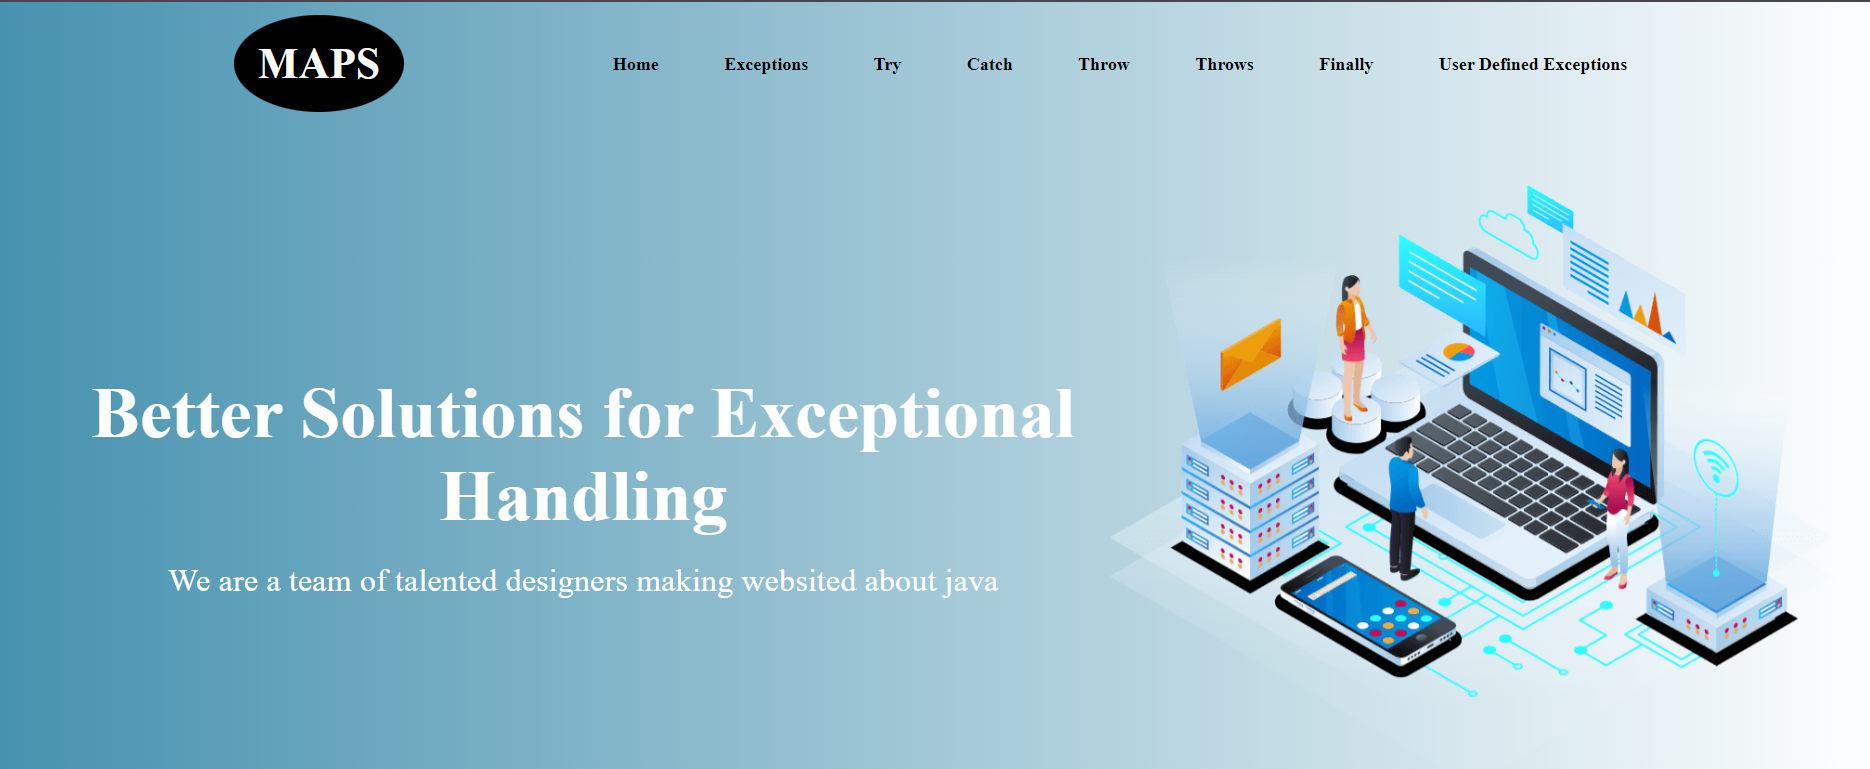 MAPS
Home Exceptions Try Catch Throw Throws Finally User Defined Exceptions
Better Solutions for Exceptional
Handling
We are a team of talented designers making websited about java